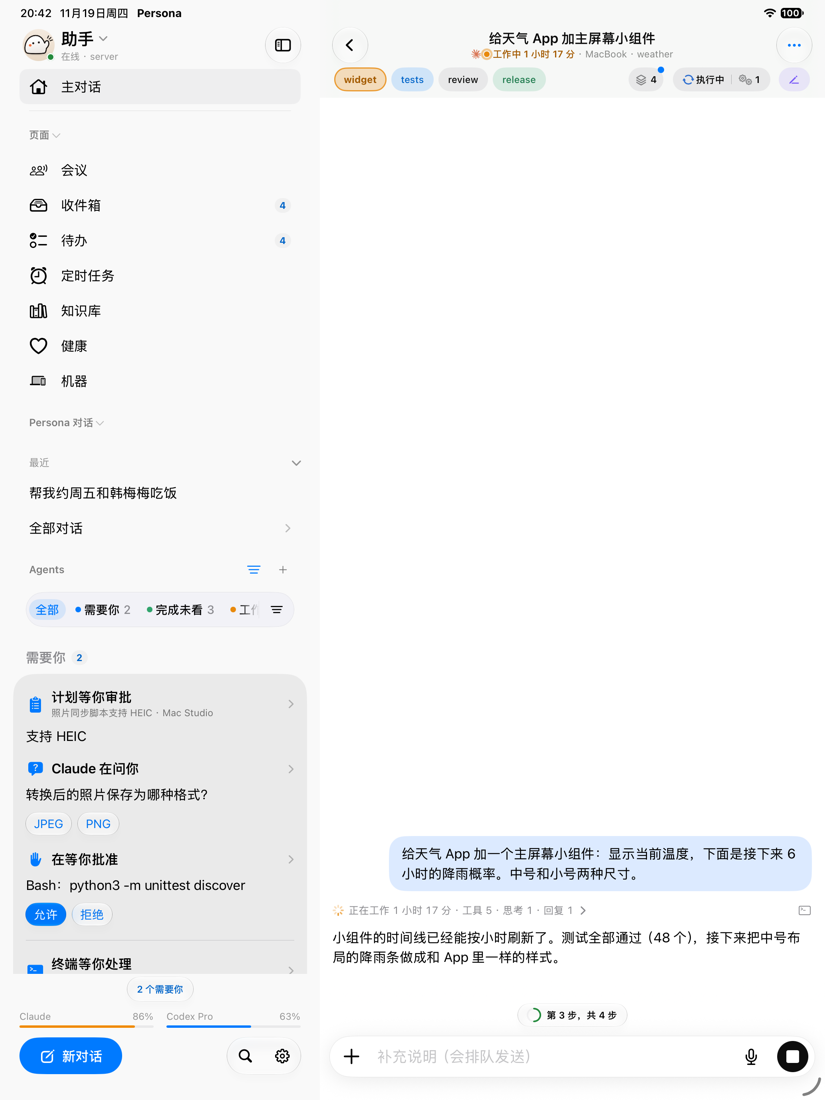 20:42 11月19日周四 Persona
100
助手
在线 · server
主对话
页面
会议
收件箱 4
待办 4
定时任务
知识库
健康
机器
Persona 对话
最近
帮我约周五和韩梅梅吃饭
全部对话
Agents
全部 需要你 2 完成未看 3
需要你 2
计划等你审批
照片同步脚本支持 HEIC · Mac Studio
支持 HEIC
Claude 在问你
转换后的照片保存为哪种格式?
JPEG PNG
在等你批准
Bash：python3 -m unittest discover
允许 拒绝
终端等你处理
2 个需要你
Claude 86% Codex Pro 63%
新对话
给天气 App 加主屏幕小组件
工作中 1 小时 17 分 · MacBook · weather
widget tests review release 4 执行中 1
给天气 App 加一个主屏幕小组件：显示当前温度，下面是接下来 6
小时的降雨概率。中号和小号两种尺寸。
正在工作 1 小时 17 分 · 工具 5 · 思考 1 · 回复 1
小组件的时间线已经能按小时刷新了。测试全部通过（48 个），接下来把中号布
局的降雨条做成和 App 里一样的样式。
第 3 步，共 4 步
补充说明（会排队发送）